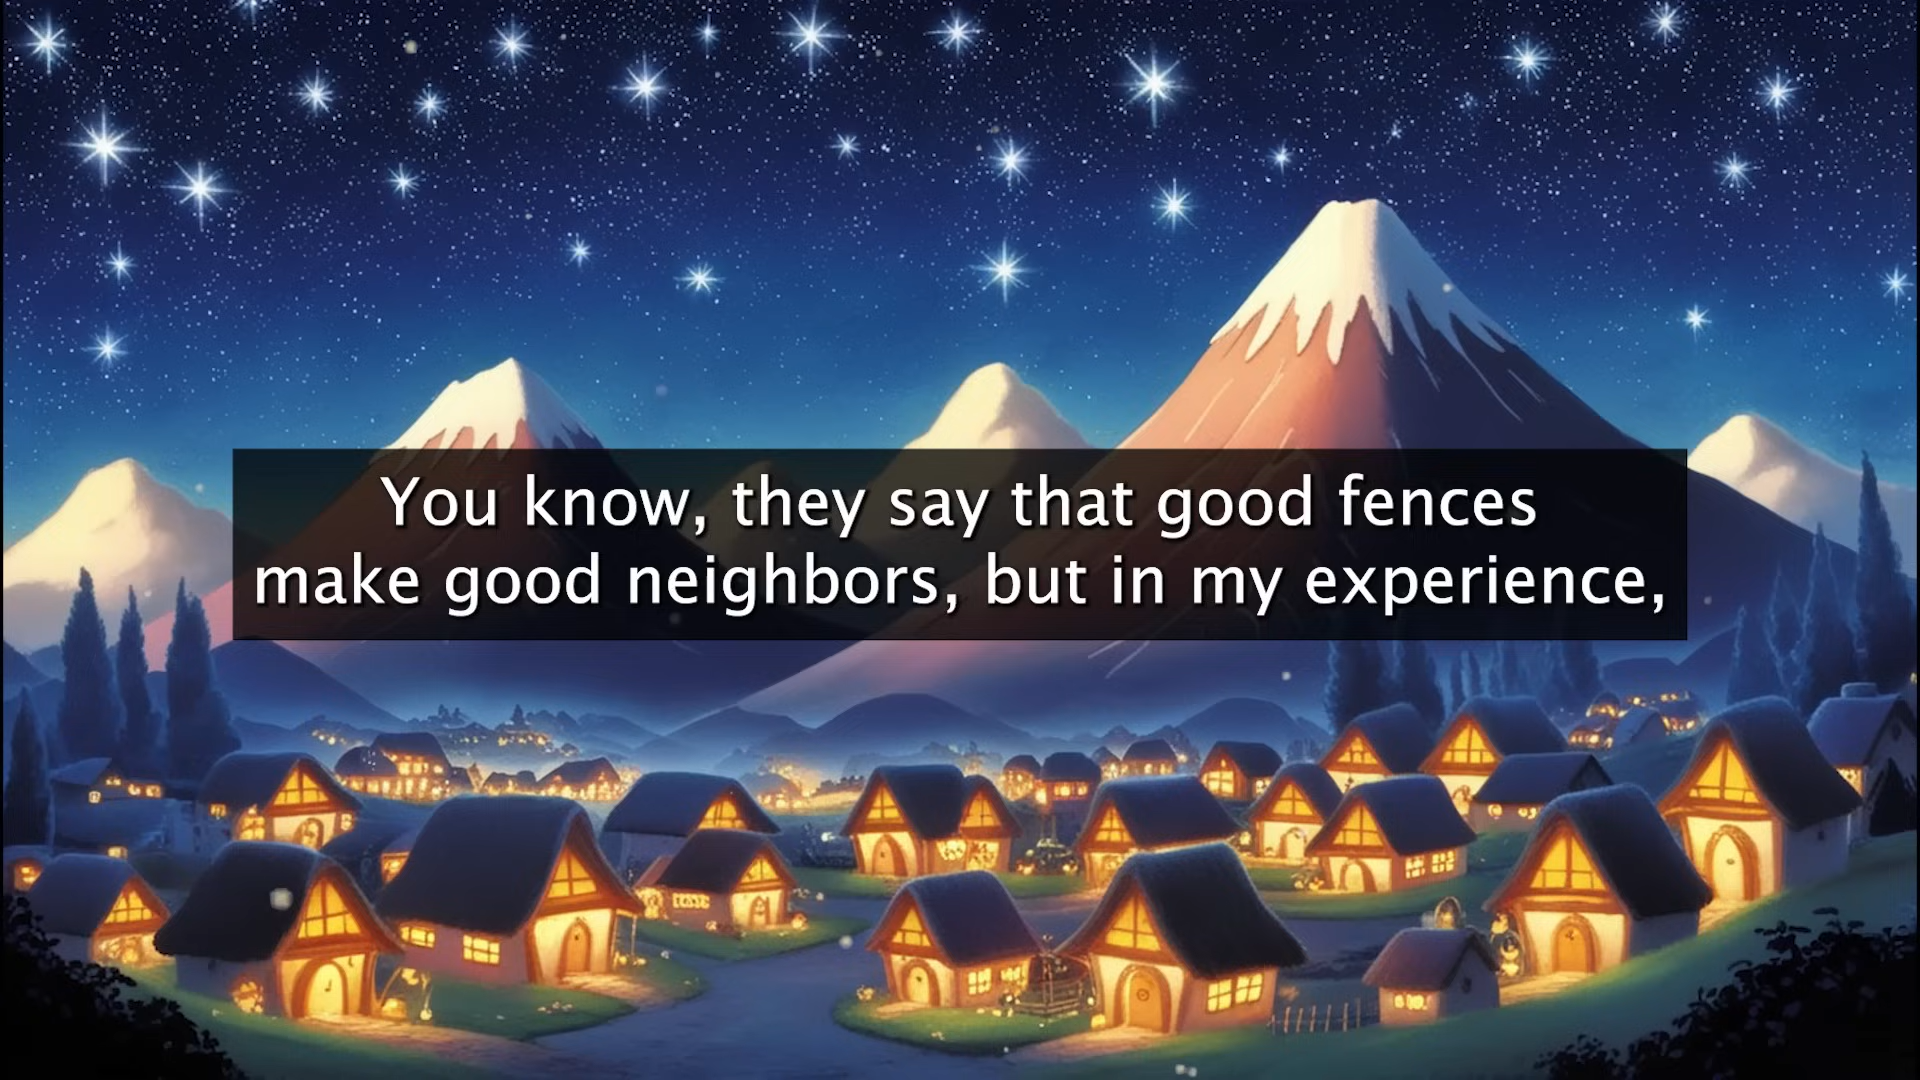 You know, they say that good fences
make good neighbors, but in my experience,